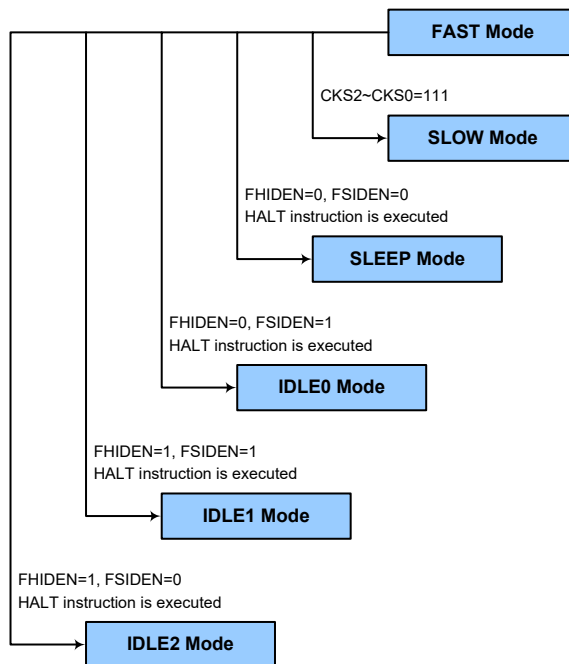 FAST Mode
CKS2~CKS0=111
SLOW Mode
FHIDEN=0, FSIDEN=0
HALT instruction is executed
SLEEP Mode
FHIDEN=0, FSIDEN=1
HALT instruction is executed
IDLE0 Mode
FHIDEN=1, FSIDEN=1
HALT instruction is executed
IDLE1 Mode
FHIDEN=1, FSIDEN=0
HALT instruction is executed
IDLE2 Mode